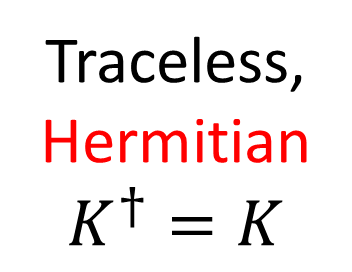 Traceless,
Hermitian
K† = K